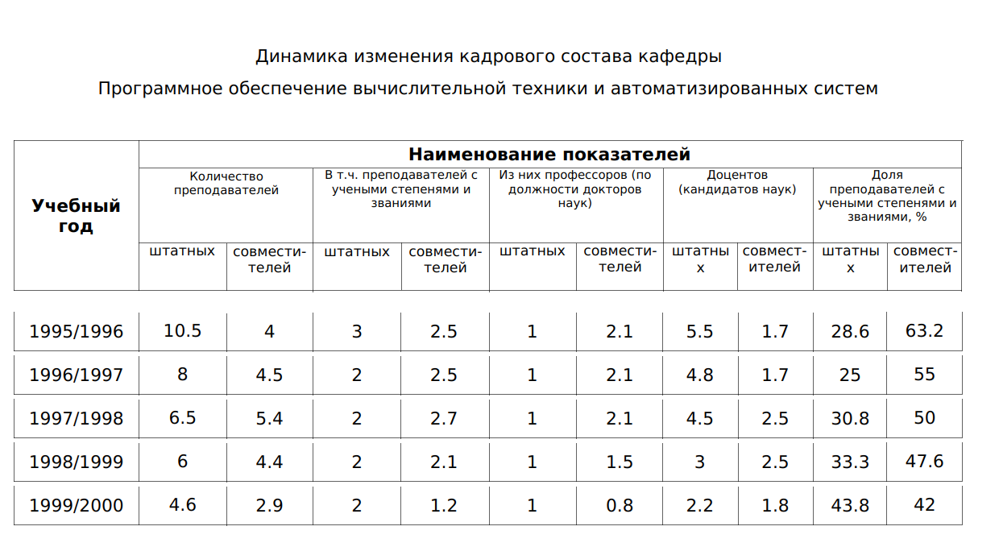 Динамика изменения кадрового состава кафедры
Программное обеспечение вычислительной техники и автоматизированных систем
Учебный год
Наименование показателей
Количество преподавателей
В т.ч. преподавателей с учеными степенями и званиями
Из них профессоров (по должности докторов наук)
Доцентов (кандидатов наук)
Доля преподавателей с учеными степенями и званиями, %
штатных совмести-телей штатных совмести-телей штатных совмести-телей штатны х совмест-ителей штатны х совмест-ителей
1995/1996 10.5 4 3 2.5 1 2.1 5.5 1.7 28.6 63.2
1996/1997 8 4.5 2 2.5 1 2.1 4.8 1.7 25 55
1997/1998 6.5 5.4 2 2.7 1 2.1 4.5 2.5 30.8 50
1998/1999 6 4.4 2 2.1 1 1.5 3 2.5 33.3 47.6
1999/2000 4.6 2.9 2 1.2 1 0.8 2.2 1.8 43.8 42